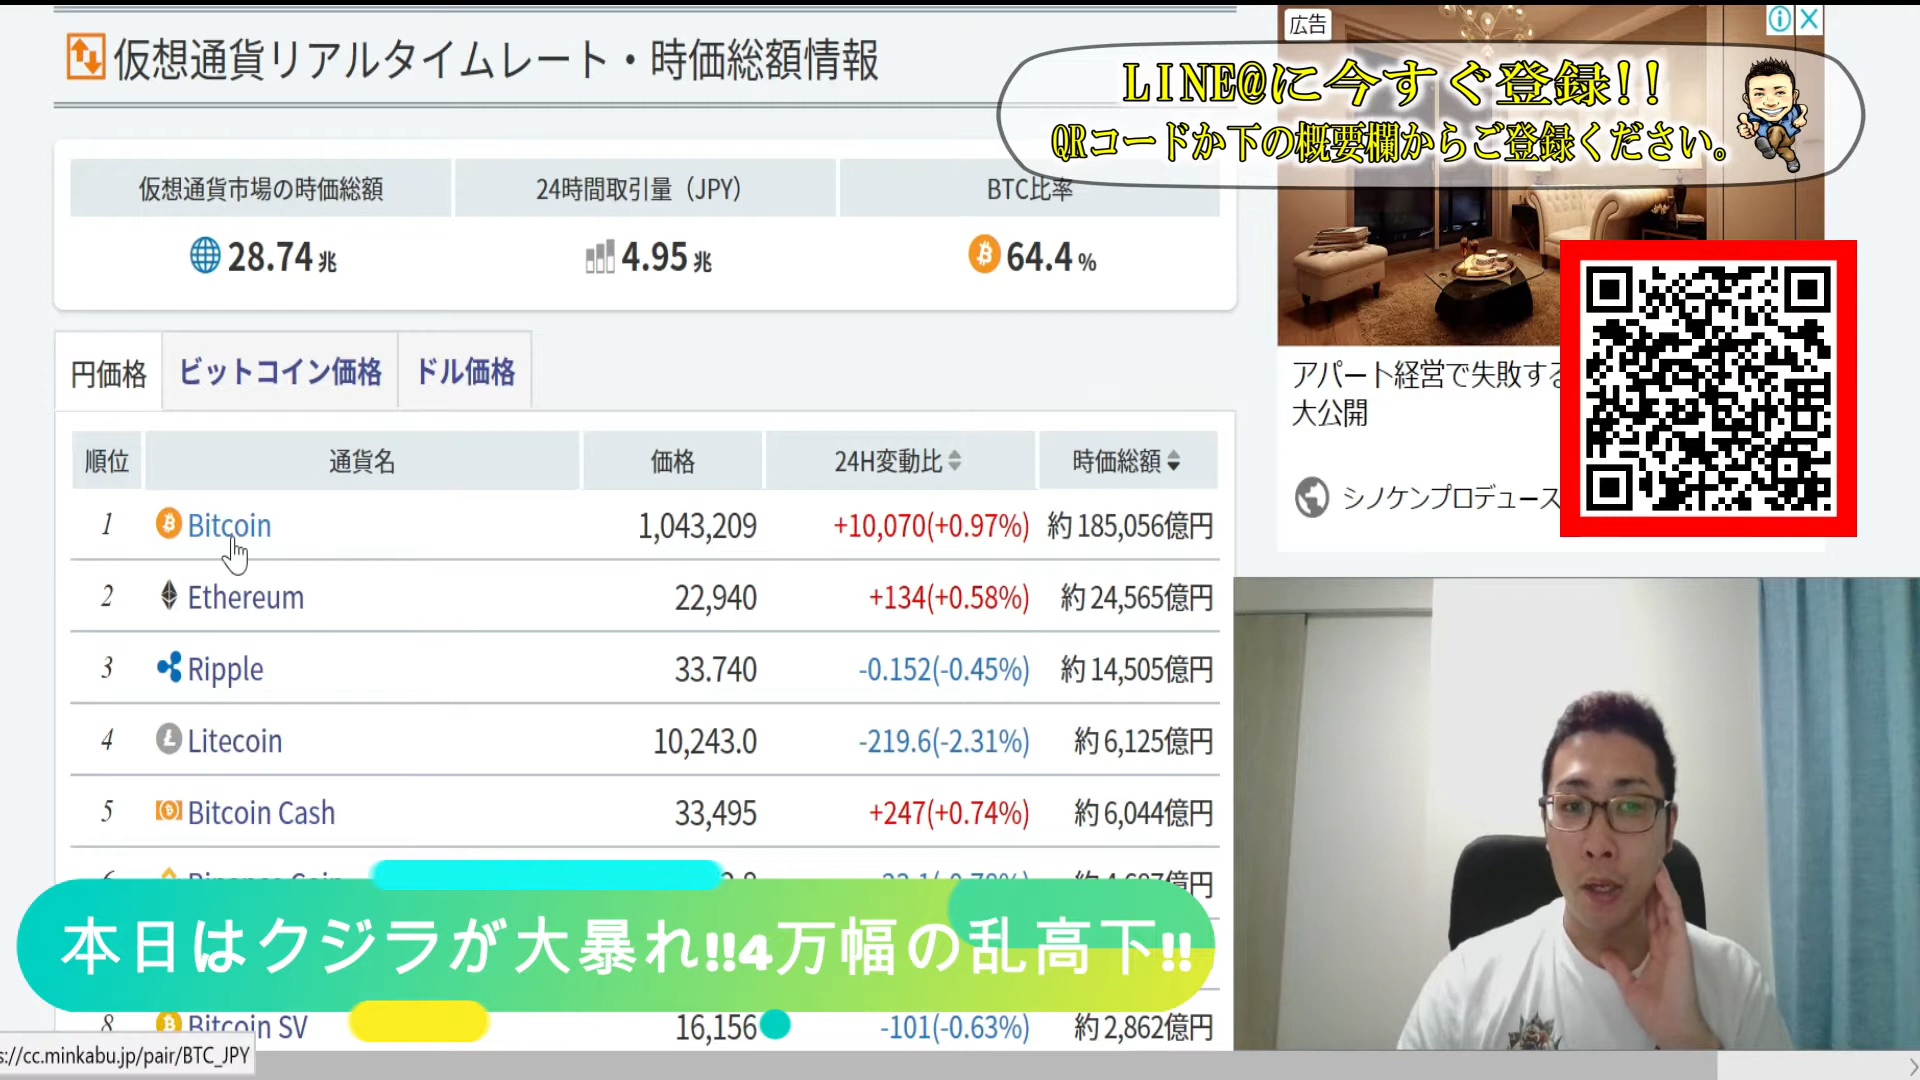 仮想通貨リアルタイムレート・時価総額情報
広告
LINE@に今すぐ登録!!
QRコードか下の概要欄からご登録ください。
仮想通貨市場の時価総額 24時間取引量（JPY） BTC比率
28.74兆 4.95兆 64.4%
円価格 ビットコイン価格 ドル価格
アパート経営で失敗する
大公開
シノケンプロデュース
順位 通貨名 価格 24H変動比 時価総額
1 Bitcoin 1,043,209 +10,070(+0.97%) 約185,056億円
2 Ethereum 22,940 +134(+0.58%) 約24,565億円
3 Ripple 33.740 -0.152(-0.45%) 約14,505億円
4 Litecoin 10,243.0 -219.6(-2.31%) 約6,125億円
5 Bitcoin Cash 33,495 +247(+0.74%) 約6,044億円
本日はクジラが大暴れ!!4万幅の乱高下!!
8 Bitcoin SV 16,156 -101(-0.63%) 約2,862億円
s://cc.minkabu.jp/pair/BTC_JPY